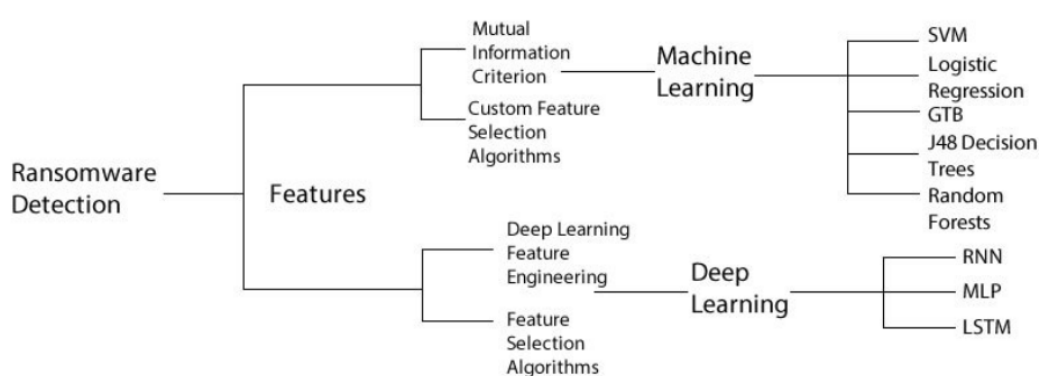 Ransomware
Detection
Features
Mutual
Information
Criterion
Custom Feature
Selection
Algorithms
Machine
Learning
SVM
Logistic
Regression
GTB
J48 Decision
Trees
Random
Forests
Deep Learning
Feature
Engineering
Feature
Selection
Algorithms
Deep
Learning
RNN
MLP
LSTM